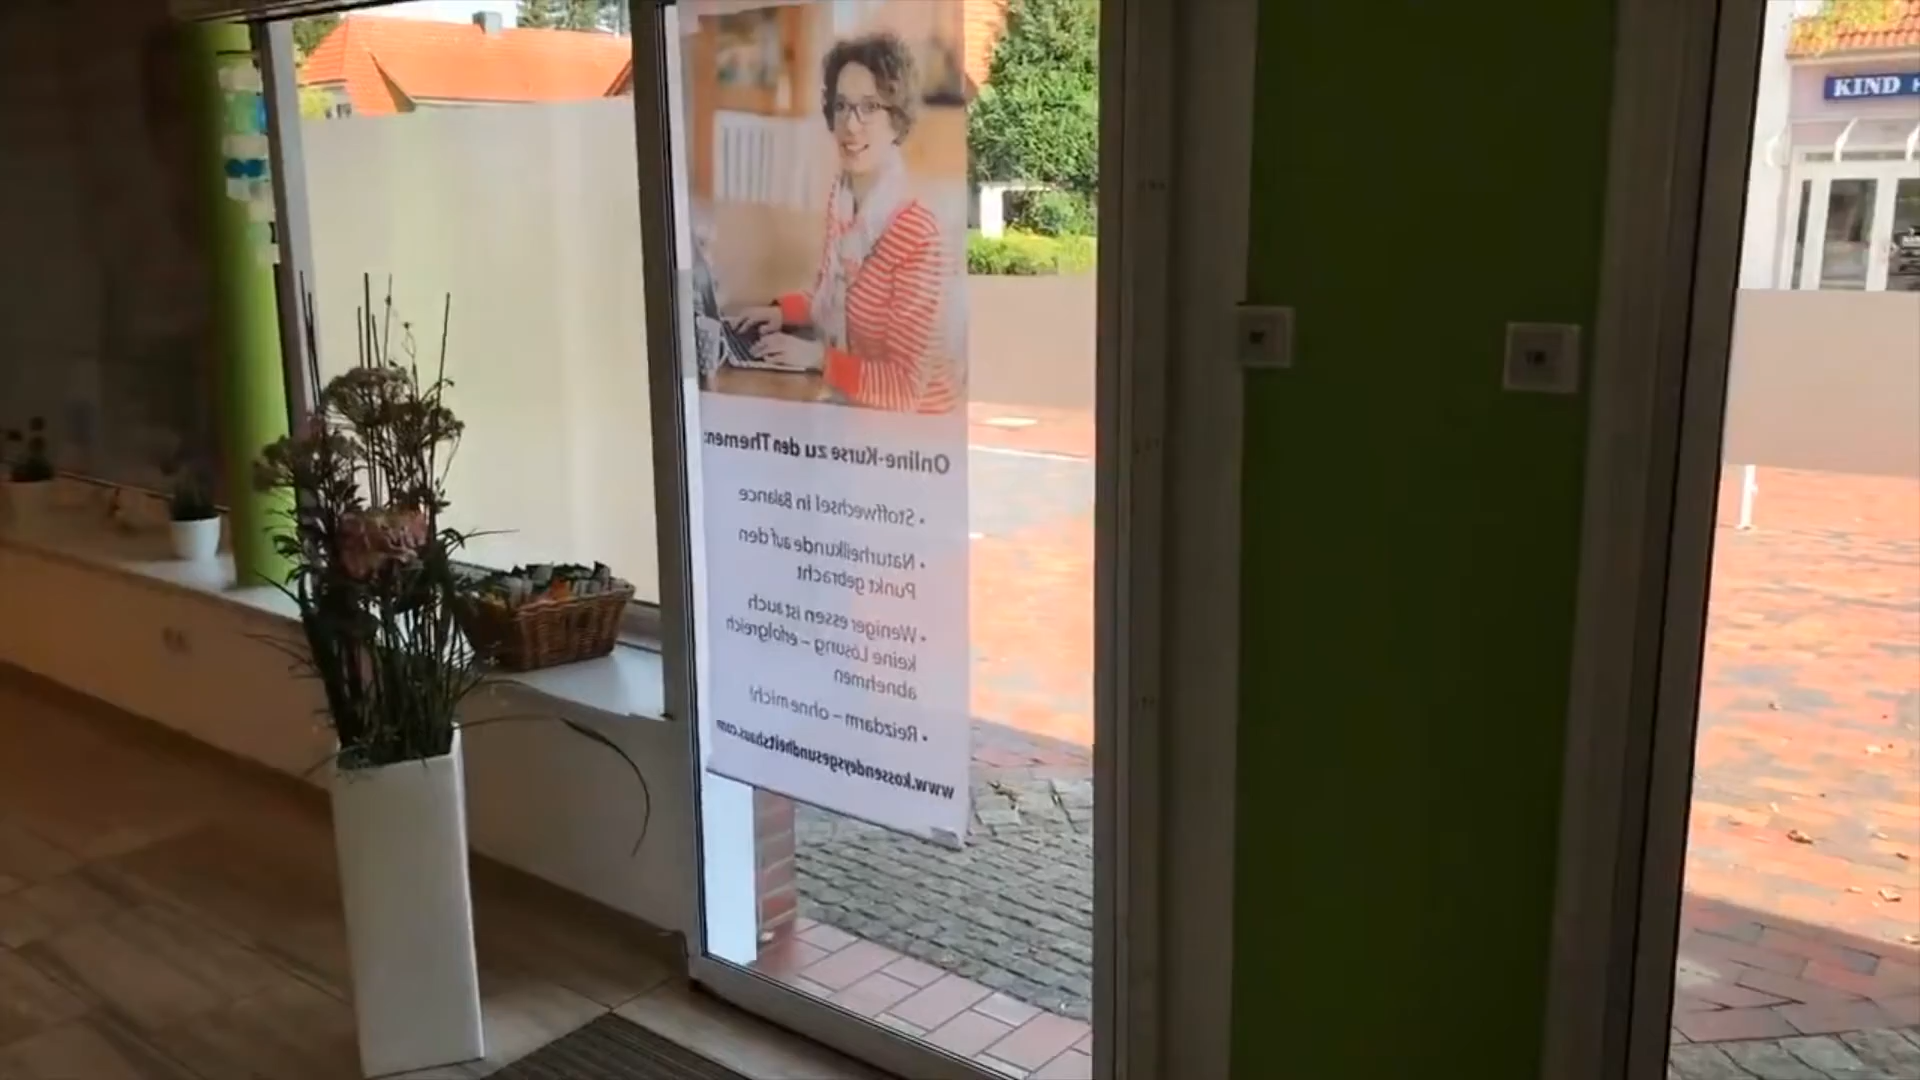 KIND
Online-Kurse zu den Themen:
• Stoffwechsel in Balance
• Naturheilkunde auf den
Punkt gebracht
• Weniger essen ist auch
keine Lösung – erfolgreich
abnehmen
• Reizdarm – ohne mich!
www.kossendeysgesundheitshaus.com